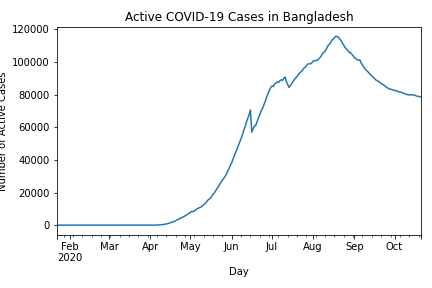 Active COVID-19 Cases in Bangladesh
Number of Active Cases
120000
100000
80000
60000
40000
20000
0
Feb Mar Apr May Jun Jul Aug Sep Oct
2020
Day